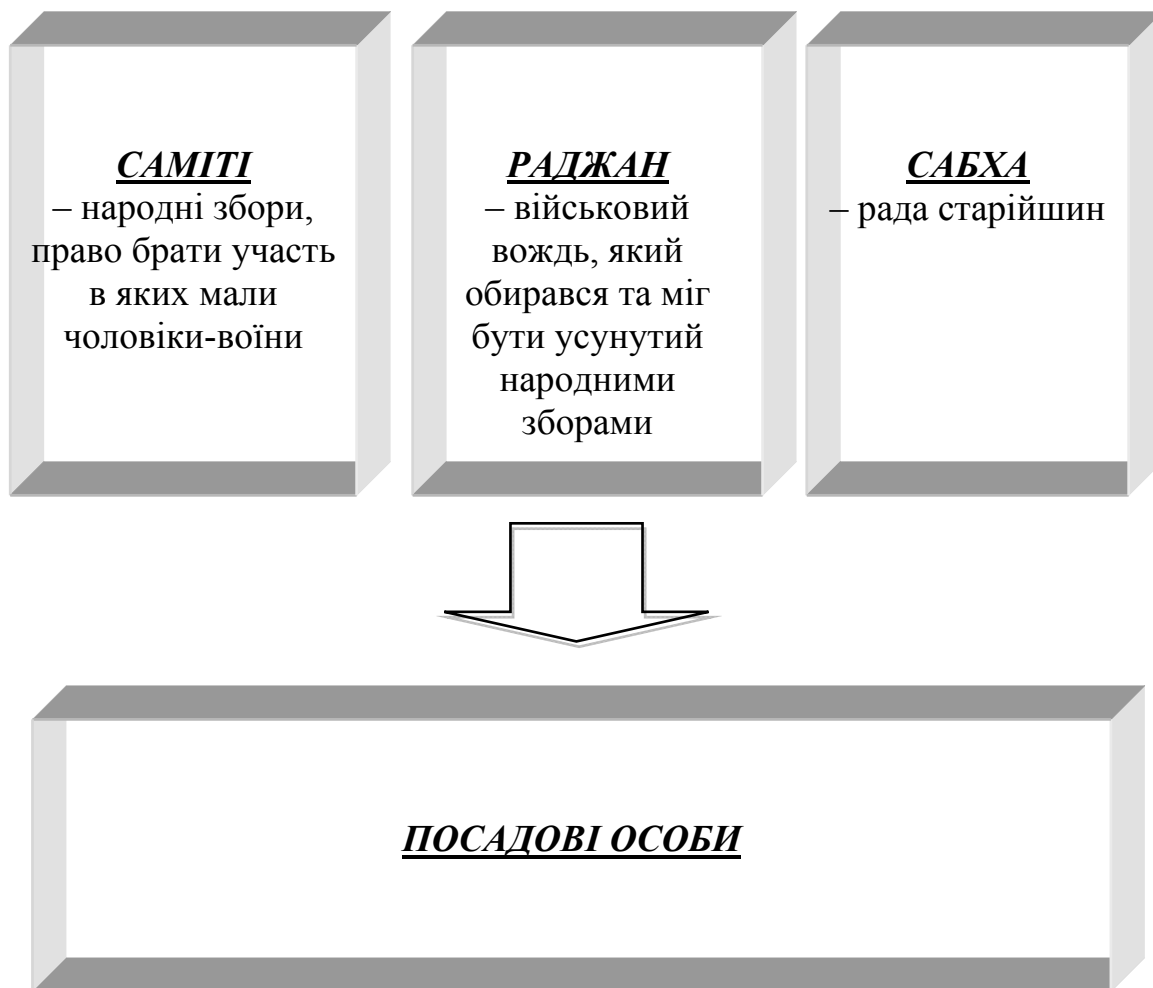 САМІТІ
– народні збори,
право брати участь
в яких мали
чоловіки-воїни
РАДЖАН
– військовий
вождь, який
обирався та міг
бути усунутий
народними
зборами
САБХА
– рада старійшин
ПОСАДОВІ ОСОБИ